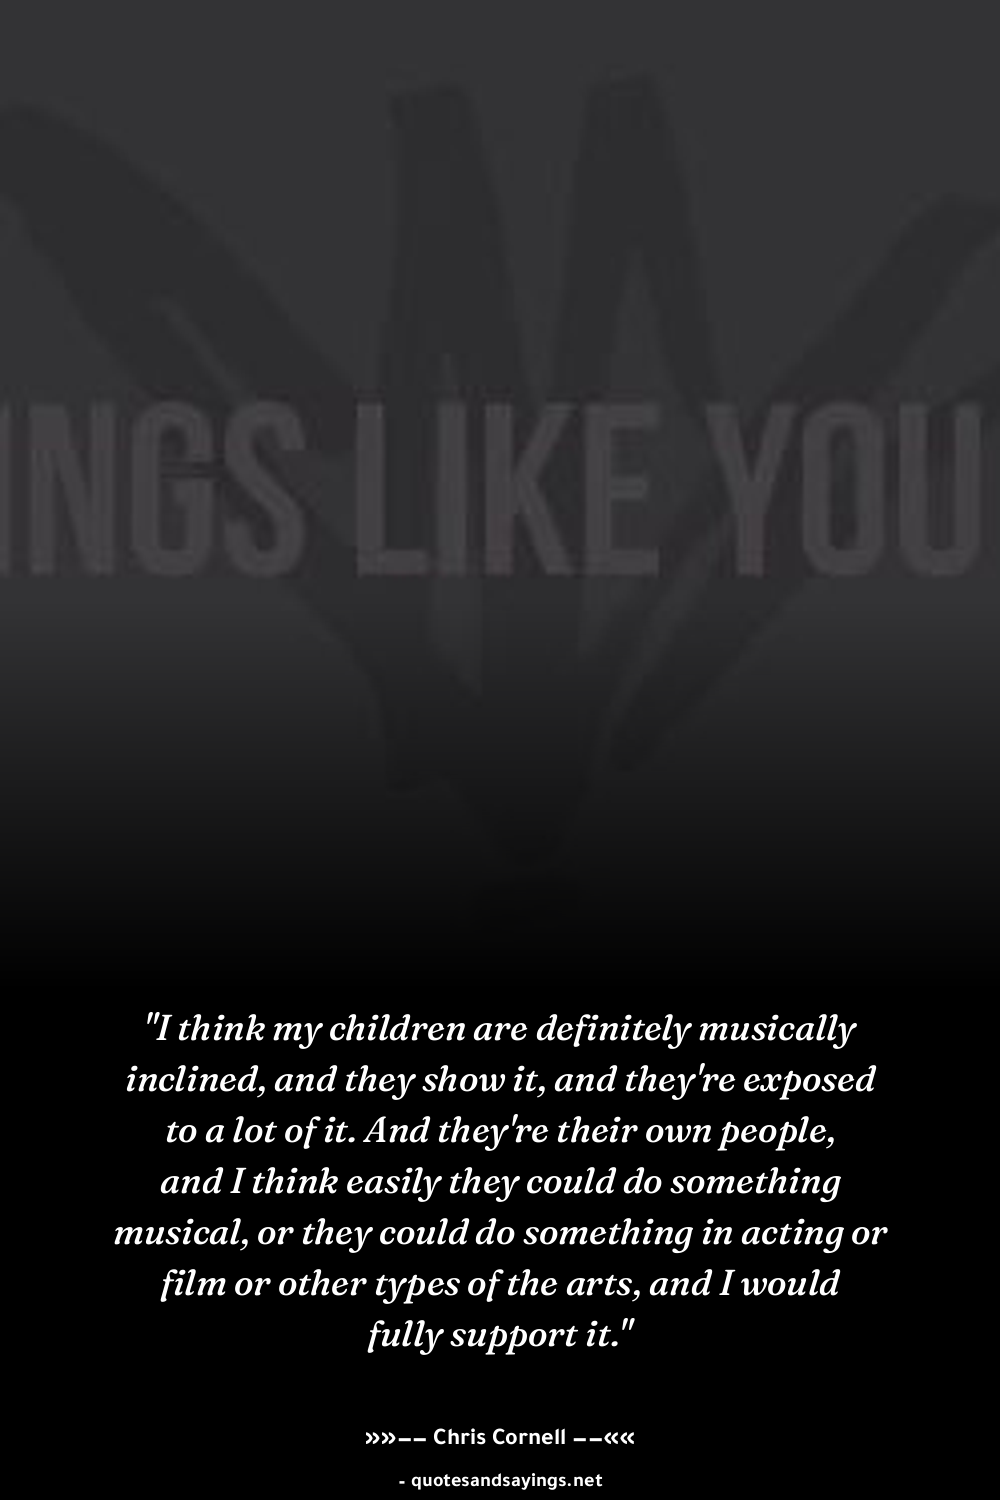 INGS LIKE YOU
"I think my children are definitely musically
inclined, and they show it, and they're exposed
to a lot of it. And they're their own people,
and I think easily they could do something
musical, or they could do something in acting or
film or other types of the arts, and I would
fully support it."
»»–– Chris Cornell ––««
- quotesandsayings.net